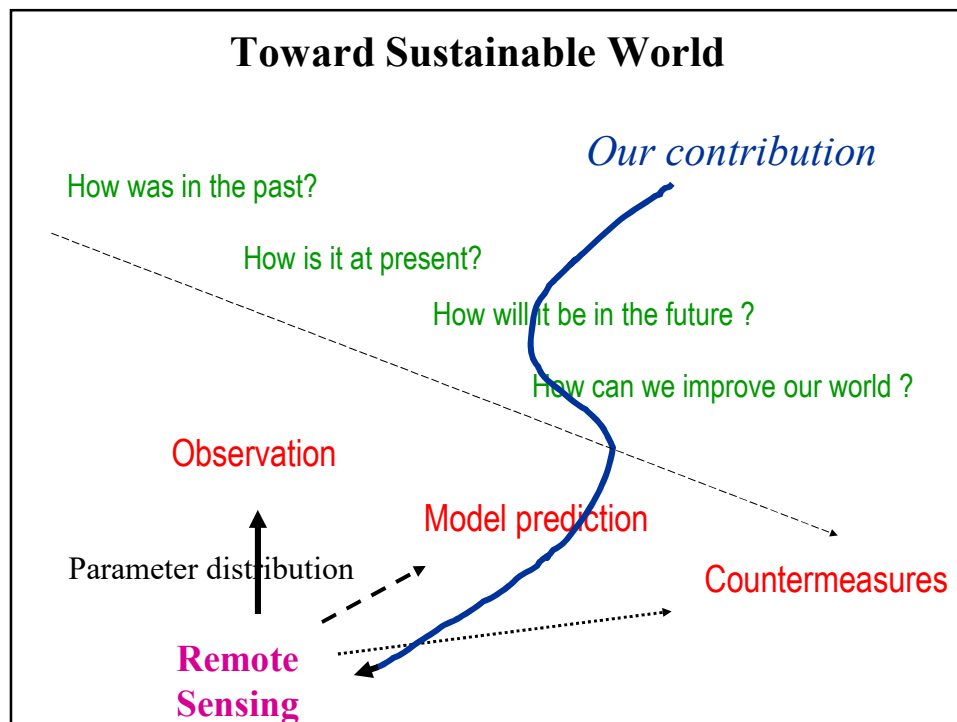 Toward Sustainable World
Our contribution
How was in the past?
How is it at present?
How will it be in the future ?
How can we improve our world ?
Observation
Model prediction
Parameter distribution
Countermeasures
Remote
Sensing